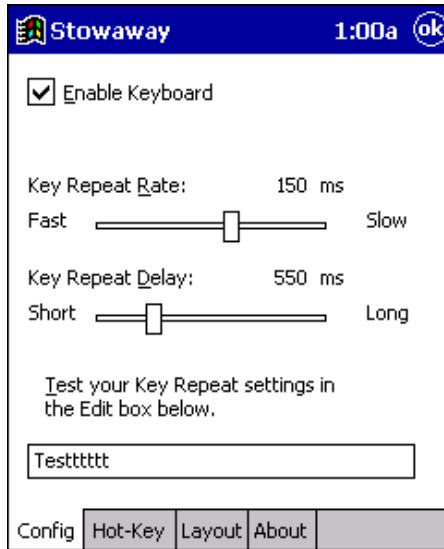 Stowaway 1:00a ok
Enable Keyboard
Key Repeat Rate: 150 ms
Fast Slow
Key Repeat Delay: 550 ms
Short Long
Test your Key Repeat settings in
the Edit box below.
Testttttt
Config Hot-Key Layout About